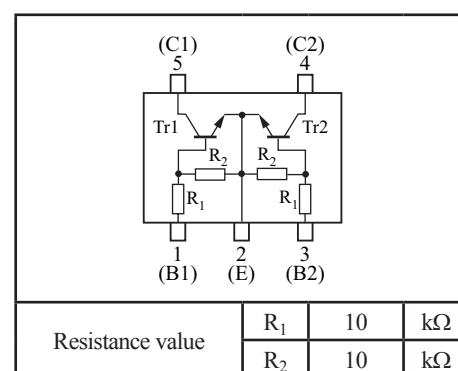 (C1) (C2)
5 4
Tr1 Tr2
R2 R2
R1 R1
1 2 3
(B1) (E) (B2)
Resistance value R1 10 kΩ
R2 10 kΩ